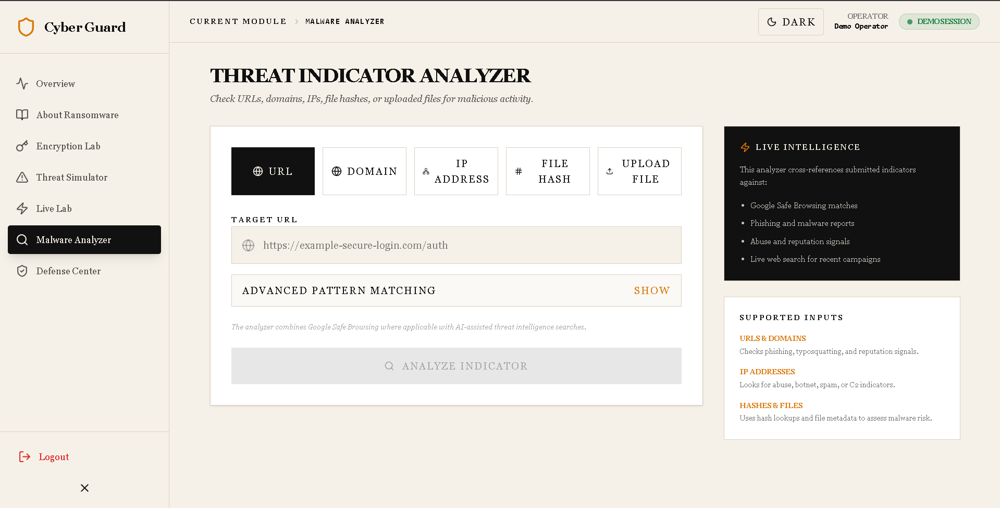 Cyber Guard
Overview
About Ransomware
Encryption Lab
Threat Simulator
Live Lab
Malware Analyzer
Defense Center
Logout
CURRENT MODULE > MALWARE ANALYZER
DARK
OPERATOR
Demo Operator
DEMO SESSION
THREAT INDICATOR ANALYZER
Check URLs, domains, IPs, file hashes, or uploaded files for malicious activity.
URL
DOMAIN
IP
ADDRESS
FILE
HASH
UPLOAD
FILE
TARGET URL
https://example-secure-login.com/auth
ADVANCED PATTERN MATCHING SHOW
The analyzer combines Google Safe Browsing where applicable with AI-assisted threat intelligence searches.
ANALYZE INDICATOR
LIVE INTELLIGENCE
This analyzer cross-references submitted indicators
against:
• Google Safe Browsing matches
• Phishing and malware reports
• Abuse and reputation signals
• Live web search for recent campaigns
SUPPORTED INPUTS
URLS & DOMAINS
Checks phishing, typosquatting, and reputation signals.
IP ADDRESSES
Looks for abuse, botnet, spam, or C2 indicators.
HASHES & FILES
Uses hash lookups and file metadata to assess malware risk.